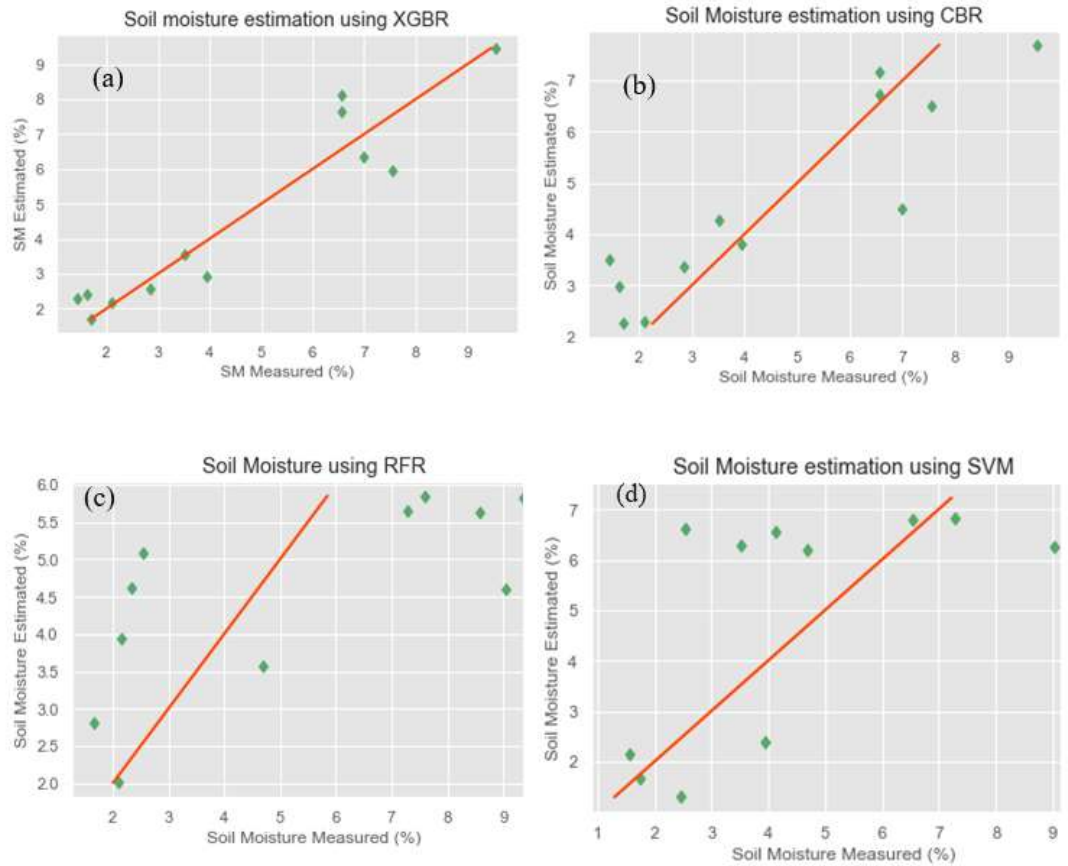 Soil moisture estimation using XGBR
(a)
SM Estimated (%)
9
8
7
6
5
4
3
2
2 3 4 5 6 7 8 9
SM Measured (%)
Soil Moisture estimation using CBR
(b)
Soil Moisture Estimated (%)
7
6
5
4
3
2
2 3 4 5 6 7 8 9
Soil Moisture Measured (%)
Soil Moisture using RFR
(c)
Soil Moisture Estimated (%)
6.0
5.5
5.0
4.5
4.0
3.5
3.0
2.5
2.0
2 3 4 5 6 7 8 9
Soil Moisture Measured (%)
Soil Moisture estimation using SVM
(d)
Soil Moisture Estimated (%)
7
6
5
4
3
2
1 2 3 4 5 6 7 8 9
Soil Moisture Measured (%)